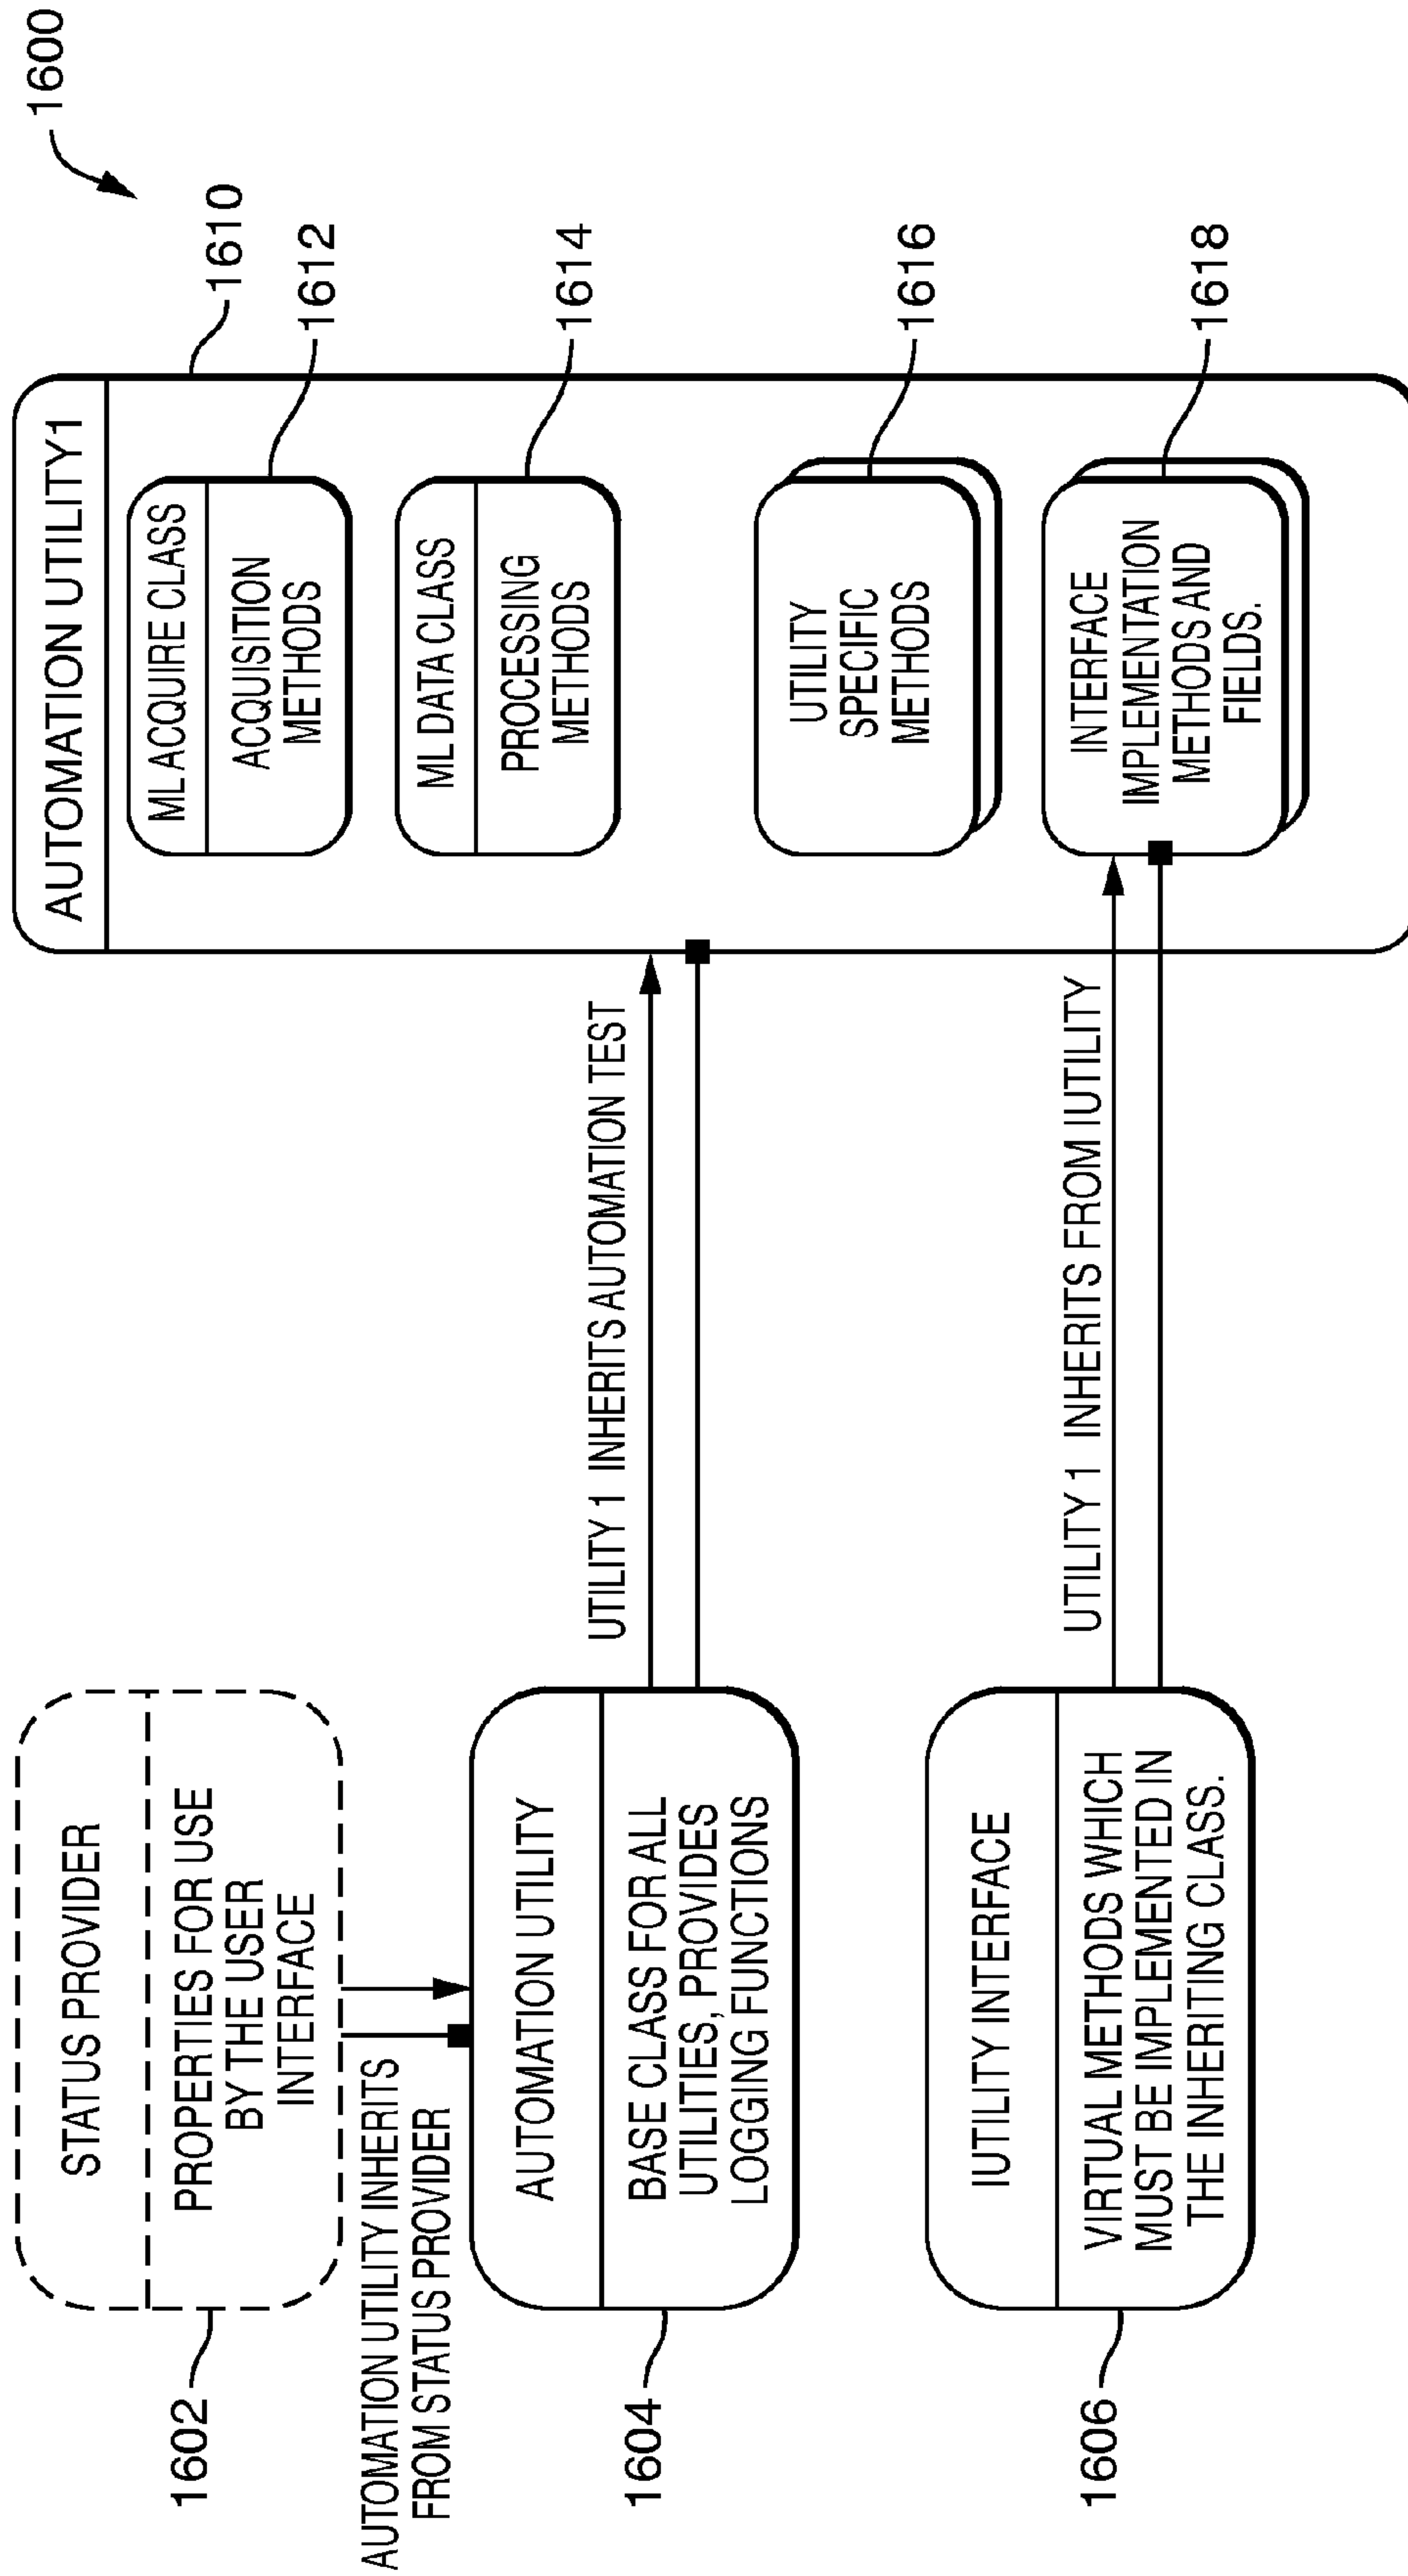 1600
STATUS PROVIDER
PROPERTIES FOR USE
BY THE USER
INTERFACE
1602
AUTOMATION UTILITY INHERITS
FROM STATUS PROVIDER
AUTOMATION UTILITY
BASE CLASS FOR ALL
UTILITIES, PROVIDES
LOGGING FUNCTIONS
1604
IUTILITY INTERFACE
VIRTUAL METHODS WHICH
MUST BE IMPLEMENTED IN
THE INHERITING CLASS.
1606
UTILITY 1 INHERITS AUTOMATION TEST
UTILITY 1 INHERITS FROM IUTILITY
AUTOMATION UTILITY1
1610
ML ACQUIRE CLASS
ACQUISITION
METHODS
1612
ML DATA CLASS
PROCESSING
METHODS
1614
UTILITY
SPECIFIC
METHODS
1616
INTERFACE
IMPLEMENTATION
METHODS AND
FIELDS.
1618